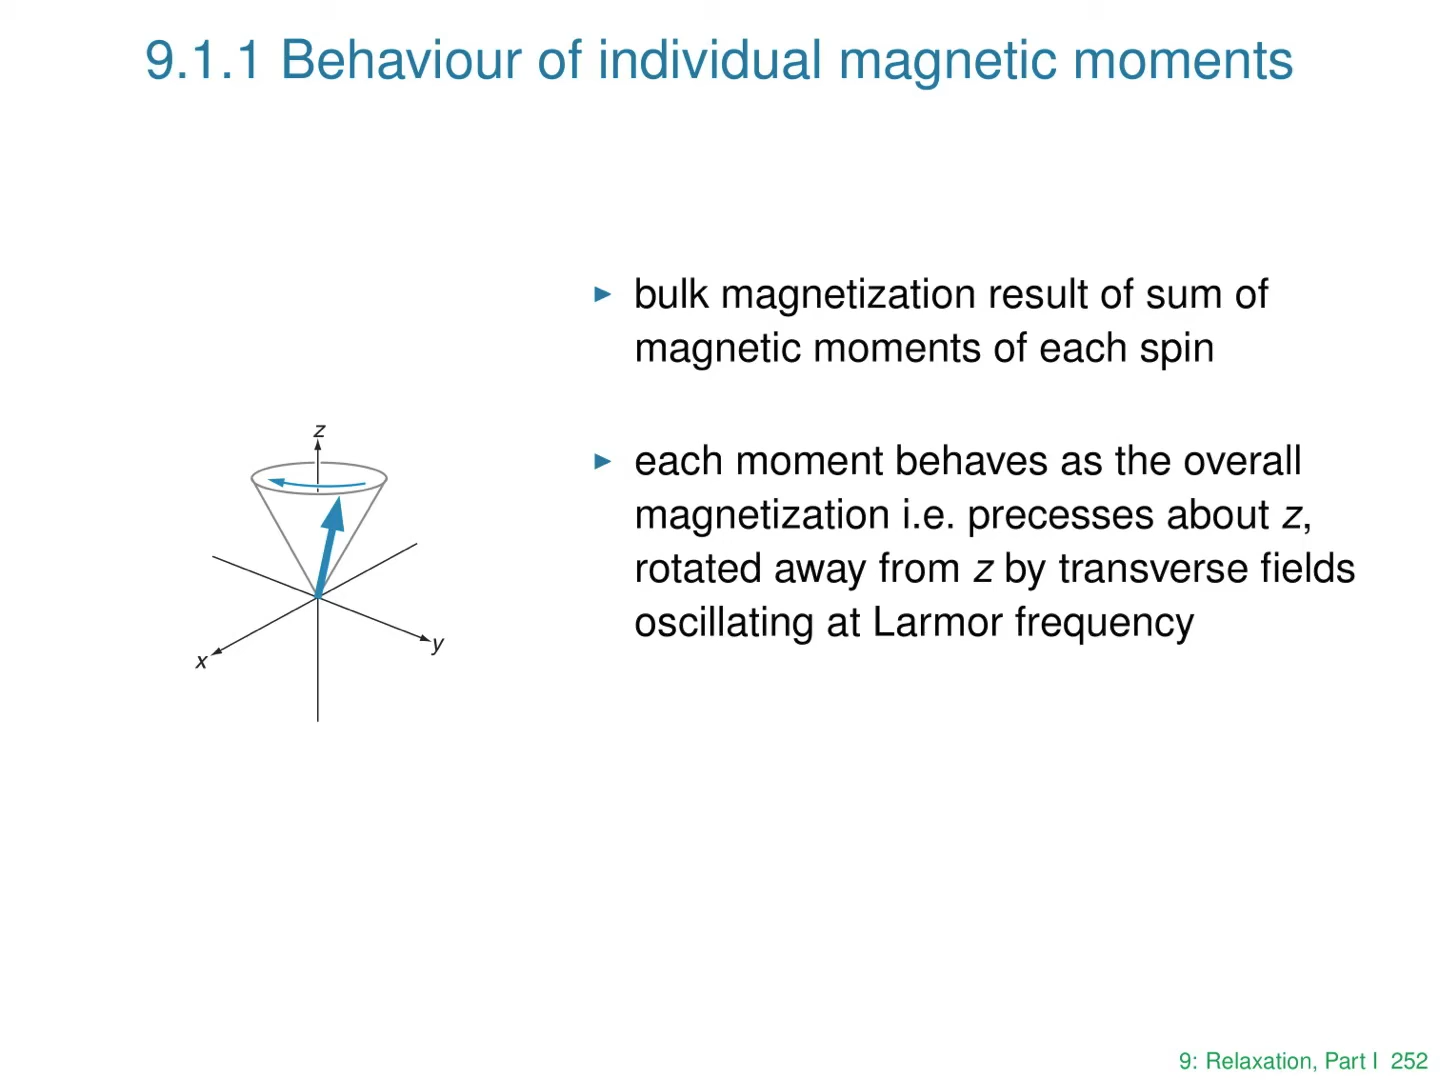 9.1.1 Behaviour of individual magnetic moments
▶ bulk magnetization result of sum of
magnetic moments of each spin
▶ each moment behaves as the overall
magnetization i.e. precesses about z,
rotated away from z by transverse fields
oscillating at Larmor frequency
z
x
y
9: Relaxation, Part I 252